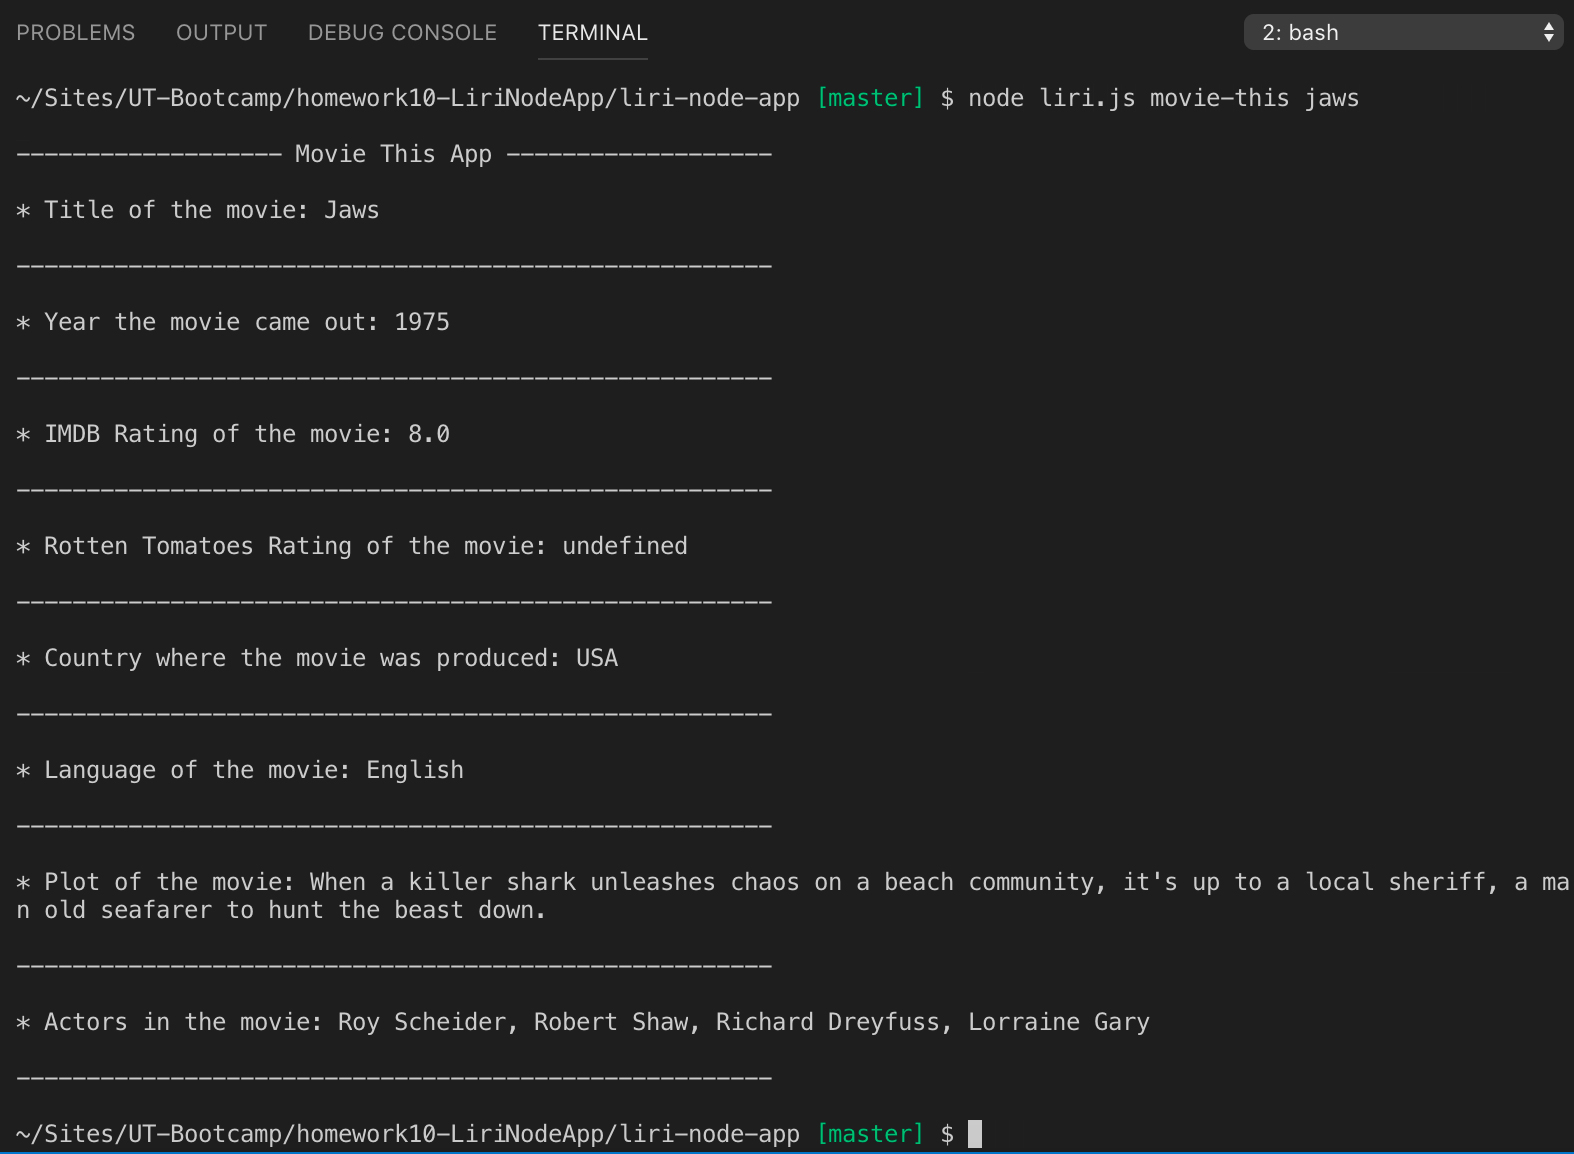 PROBLEMS OUTPUT DEBUG CONSOLE TERMINAL 2: bash
~/Sites/UT-Bootcamp/homework10-LiriNodeApp/liri-node-app [master] $ node liri.js movie-this jaws
------------------- Movie This App -------------------
* Title of the movie: Jaws
------------------------------------------------------
* Year the movie came out: 1975
------------------------------------------------------
* IMDB Rating of the movie: 8.0
------------------------------------------------------
* Rotten Tomatoes Rating of the movie: undefined
------------------------------------------------------
* Country where the movie was produced: USA
------------------------------------------------------
* Language of the movie: English
------------------------------------------------------
* Plot of the movie: When a killer shark unleashes chaos on a beach community, it's up to a local sheriff, a ma
n old seafarer to hunt the beast down.
------------------------------------------------------
* Actors in the movie: Roy Scheider, Robert Shaw, Richard Dreyfuss, Lorraine Gary
------------------------------------------------------
~/Sites/UT-Bootcamp/homework10-LiriNodeApp/liri-node-app [master] $